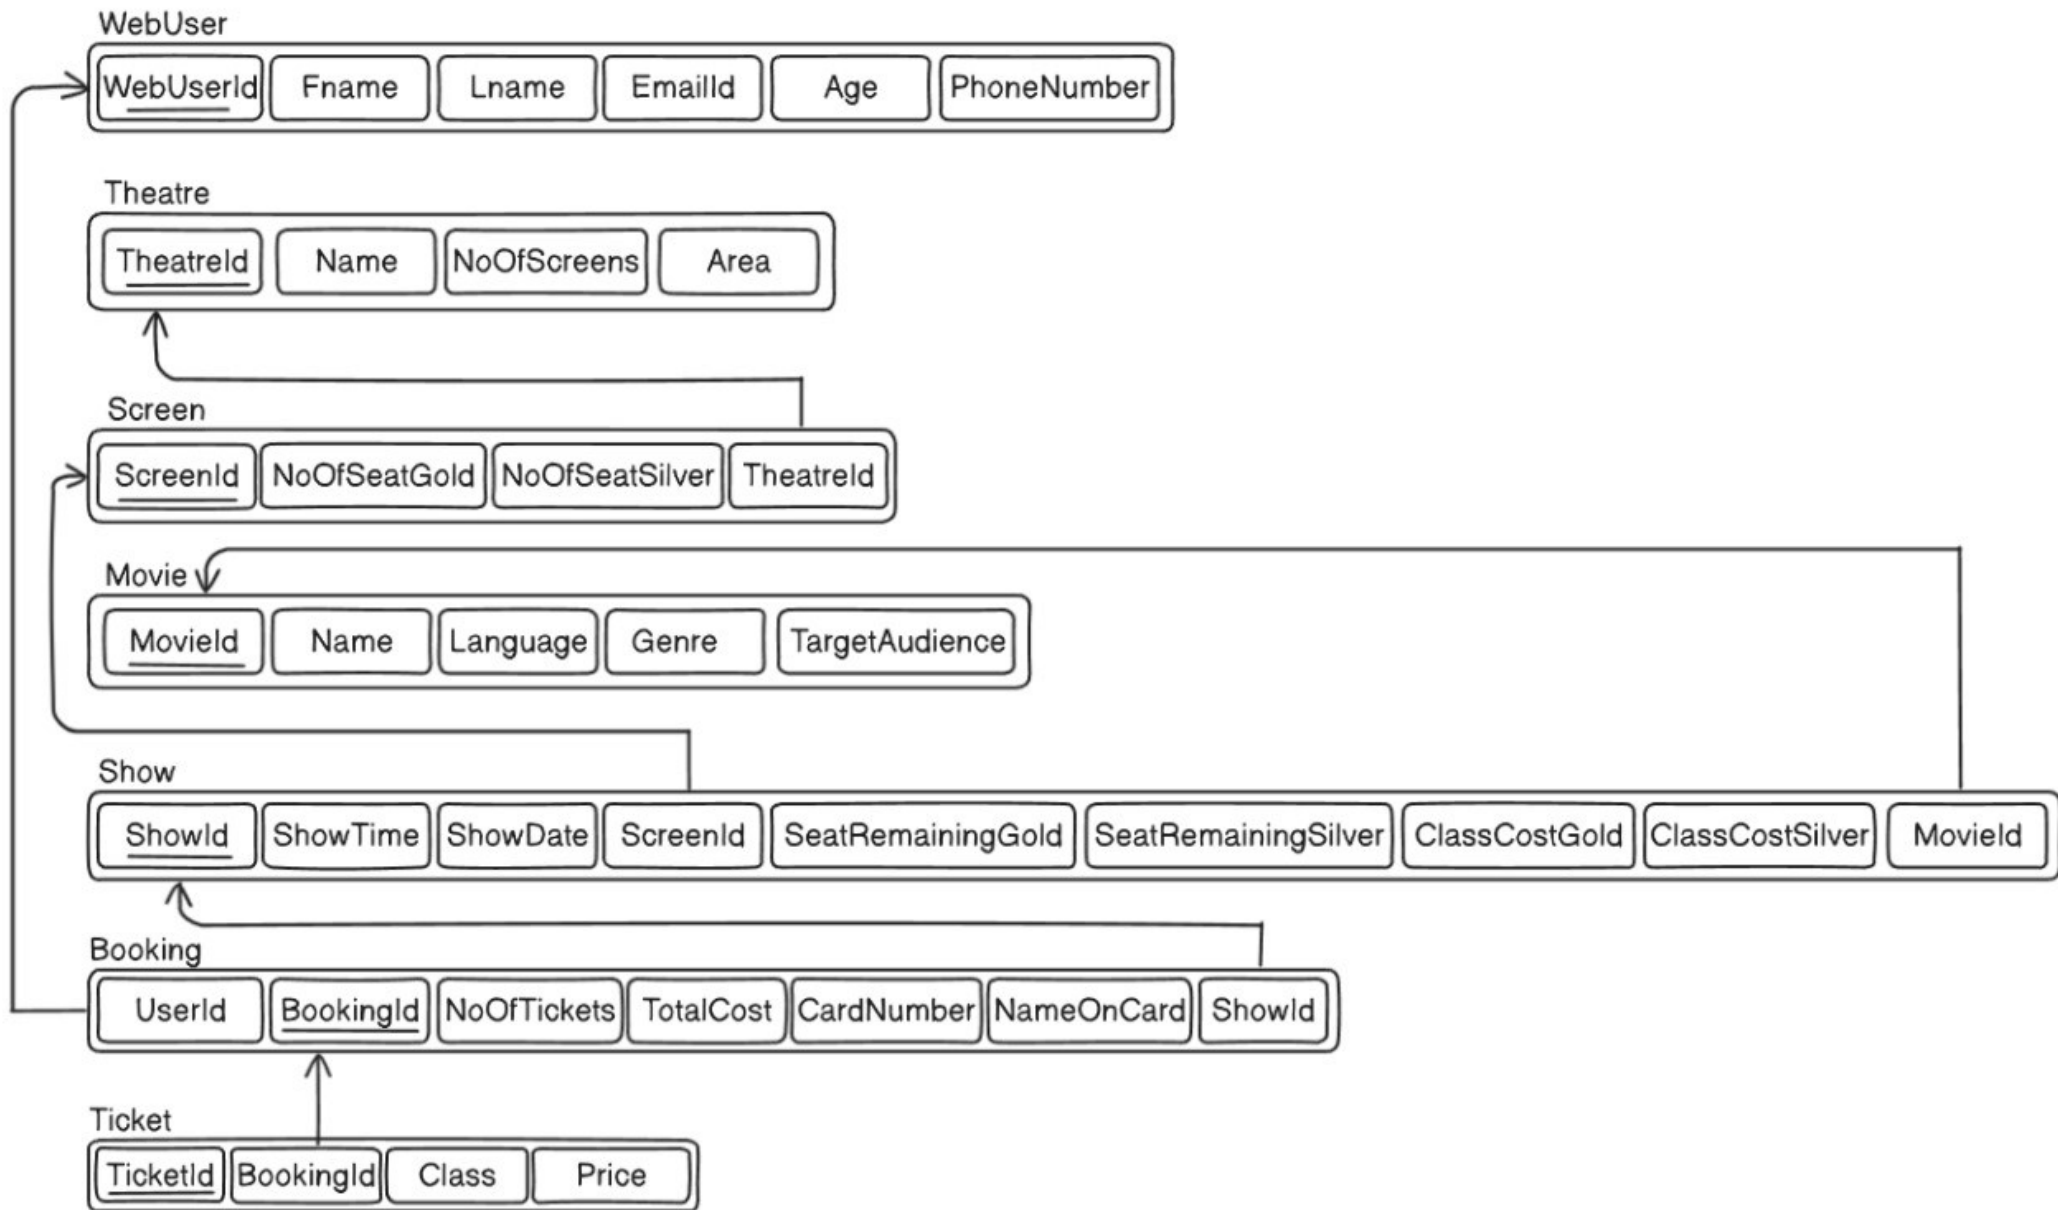 WebUser
WebUserId Fname Lname EmailId Age PhoneNumber
Theatre
TheatreId Name NoOfScreens Area
Screen
ScreenId NoOfSeatGold NoOfSeatSilver TheatreId
Movie
MovieId Name Language Genre TargetAudience
Show
ShowId ShowTime ShowDate ScreenId SeatRemainingGold SeatRemainingSilver ClassCostGold ClassCostSilver MovieId
Booking
UserId BookingId NoOfTickets TotalCost CardNumber NameOnCard ShowId
Ticket
TicketId BookingId Class Price